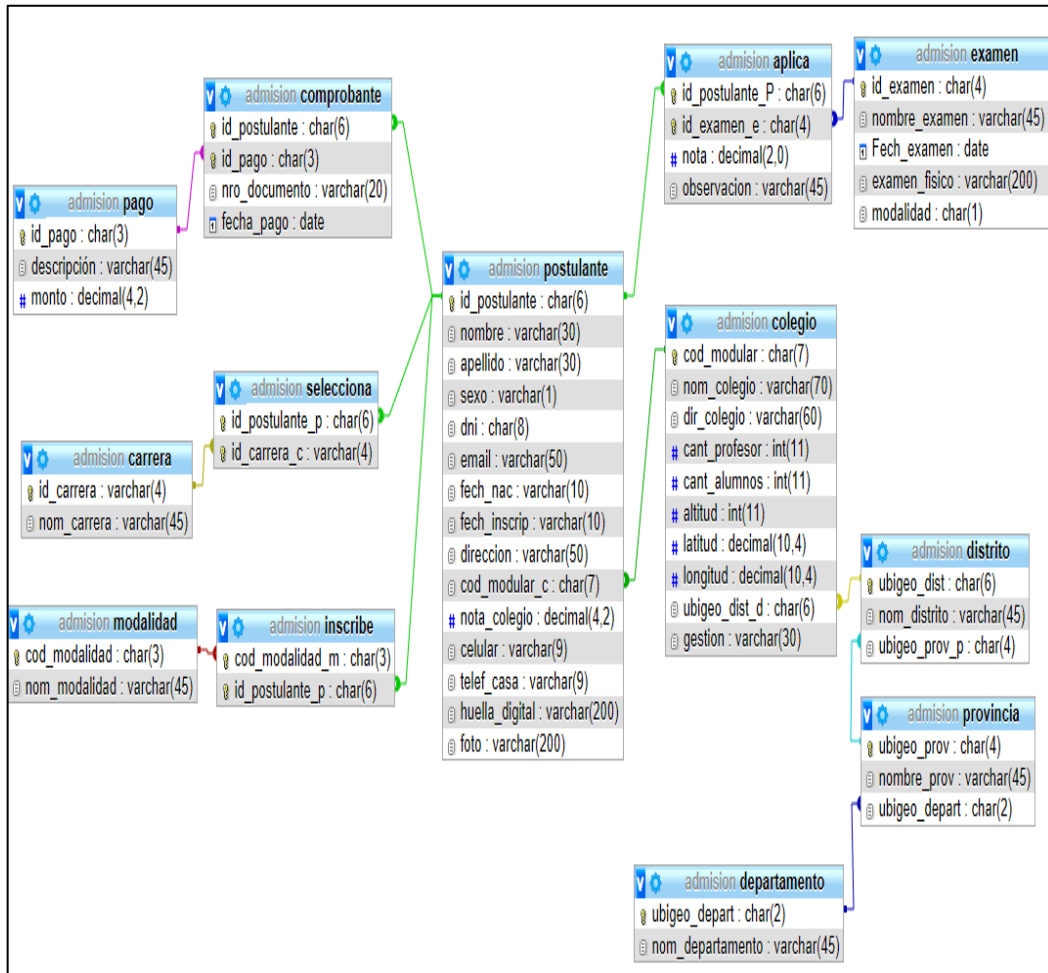 admision comprobante
id_postulante : char(6)
id_pago : char(3)
nro_documento : varchar(20)
fecha_pago : date
admision pago
id_pago : char(3)
descripción : varchar(45)
monto : decimal(4,2)
admision selecciona
id_postulante_p : char(6)
id_carrera_c : varchar(4)
admision carrera
id_carrera : varchar(4)
nom_carrera : varchar(45)
admision modalidad
cod_modalidad : char(3)
nom_modalidad : varchar(45)
admision inscribe
cod_modalidad_m : char(3)
id_postulante_p : char(6)
admision postulante
id_postulante : char(6)
nombre : varchar(30)
apellido : varchar(30)
sexo : varchar(1)
dni : char(8)
email : varchar(50)
fech_nac : varchar(10)
fech_inscrip : varchar(10)
direccion : varchar(50)
cod_modular_c : char(7)
nota_colegio : decimal(4,2)
celular : varchar(9)
telef_casa : varchar(9)
huella_digital : varchar(200)
foto : varchar(200)
admision aplica
id_postulante_P : char(6)
id_examen_e : char(4)
nota : decimal(2,0)
observacion : varchar(45)
admision examen
id_examen : char(4)
nombre_examen : varchar(45)
Fech_examen : date
examen_fisico : varchar(200)
modalidad : char(1)
admision colegio
cod_modular : char(7)
nom_colegio : varchar(70)
dir_colegio : varchar(60)
cant_profesor : int(11)
cant_alumnos : int(11)
altitud : int(11)
latitud : decimal(10,4)
longitud : decimal(10,4)
ubigeo_dist_d : char(6)
gestion : varchar(30)
admision distrito
ubigeo_dist : char(6)
nom_distrito : varchar(45)
ubigeo_prov_p : char(4)
admision provincia
ubigeo_prov : char(4)
nombre_prov : varchar(45)
ubigeo_depart : char(2)
admision departamento
ubigeo_depart : char(2)
nom_departamento : varchar(45)